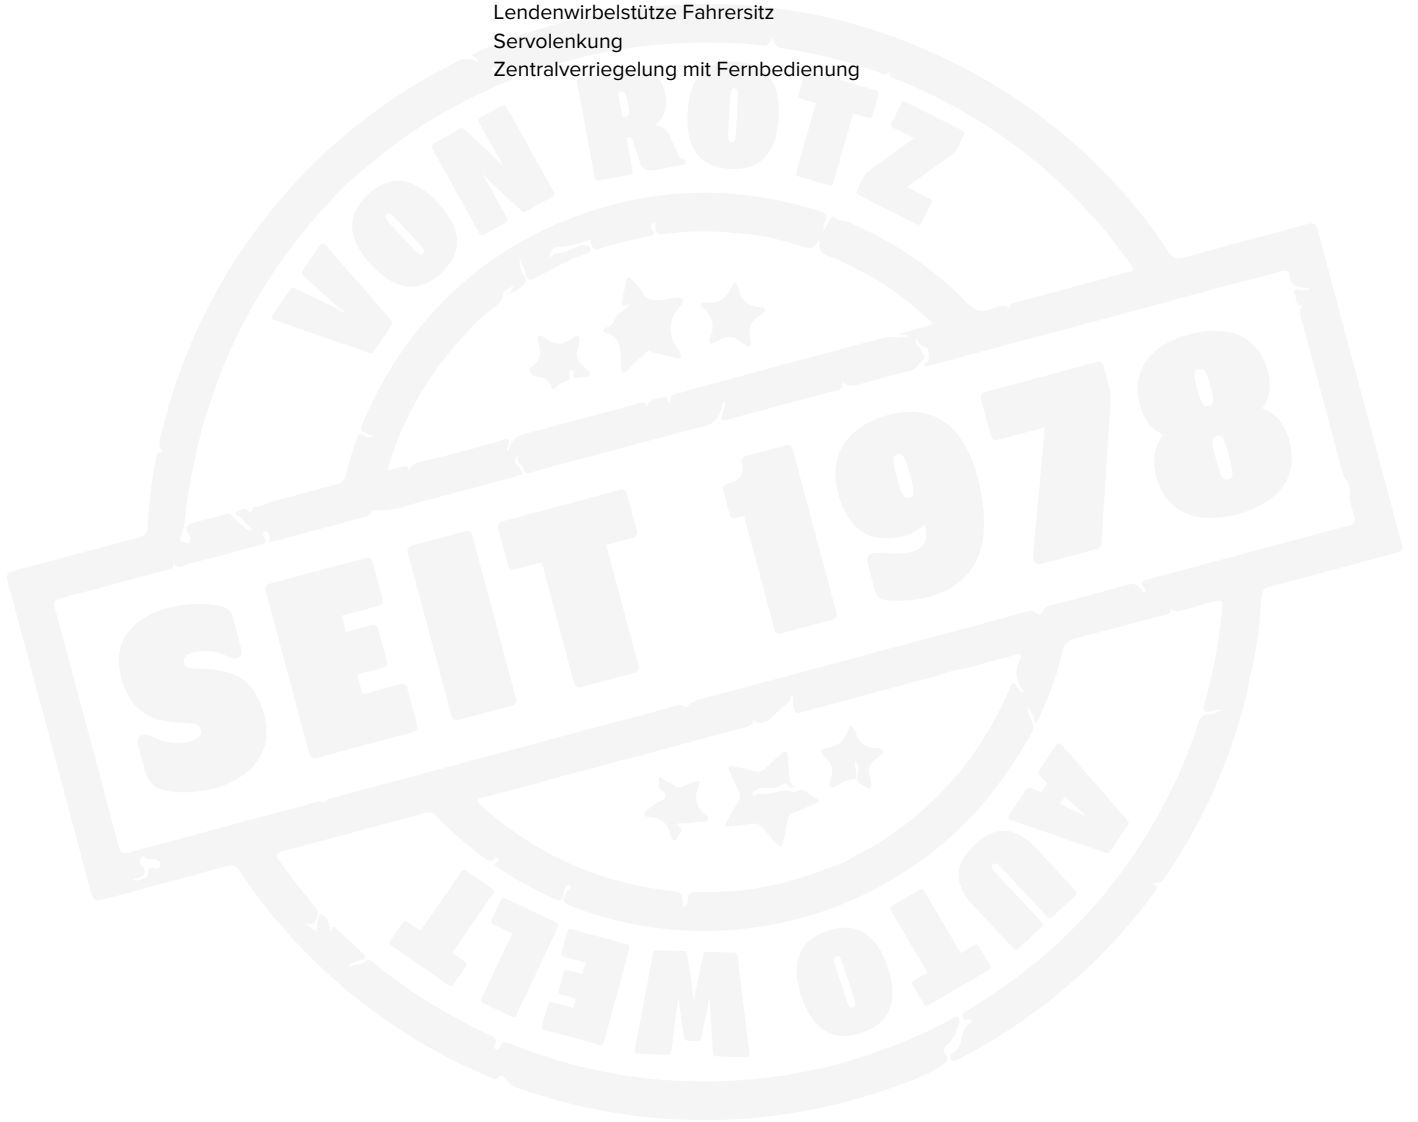 Lendenwirbelstütze Fahrersitz
Servolenkung
Zentralverriegelung mit Fernbedienung
VON ROTZ
SEIT 1978
AUTO WELT